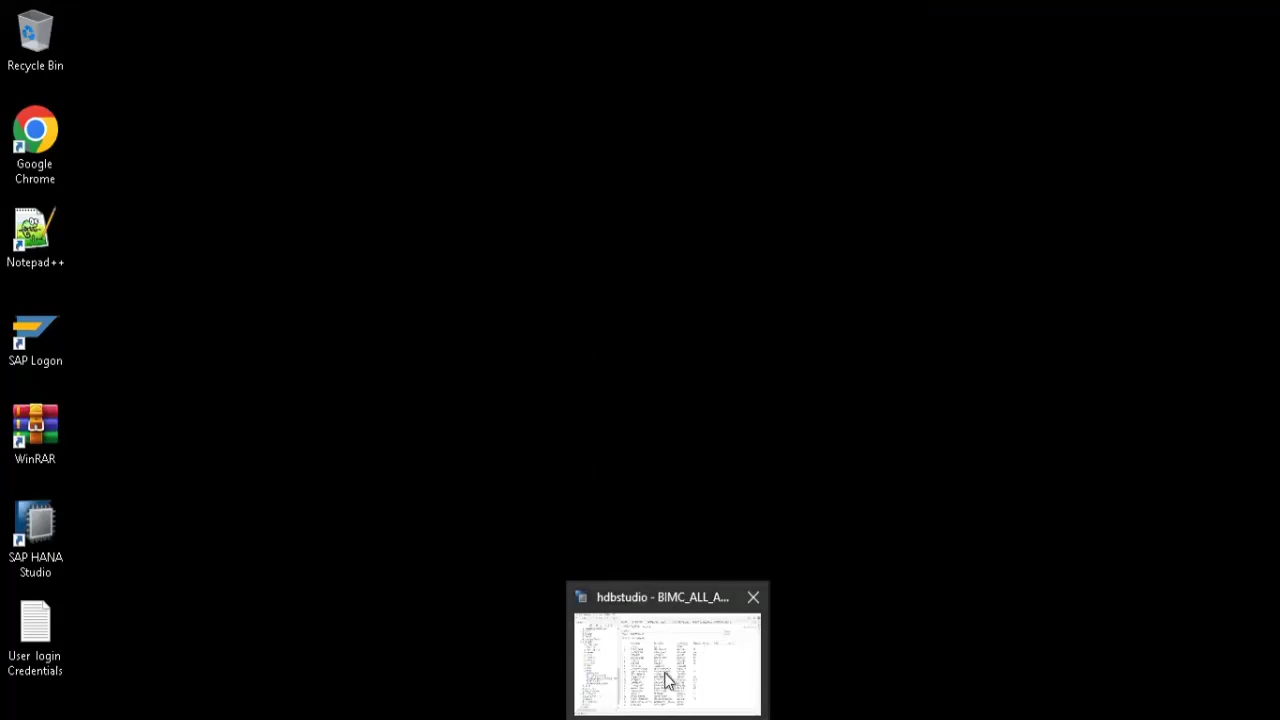 Recycle Bin
Google
Chrome
Notepad++
SAP Logon
WinRAR
SAP HANA
Studio
User login
Credentials
hdbstudio - BIMC_ALL_A...